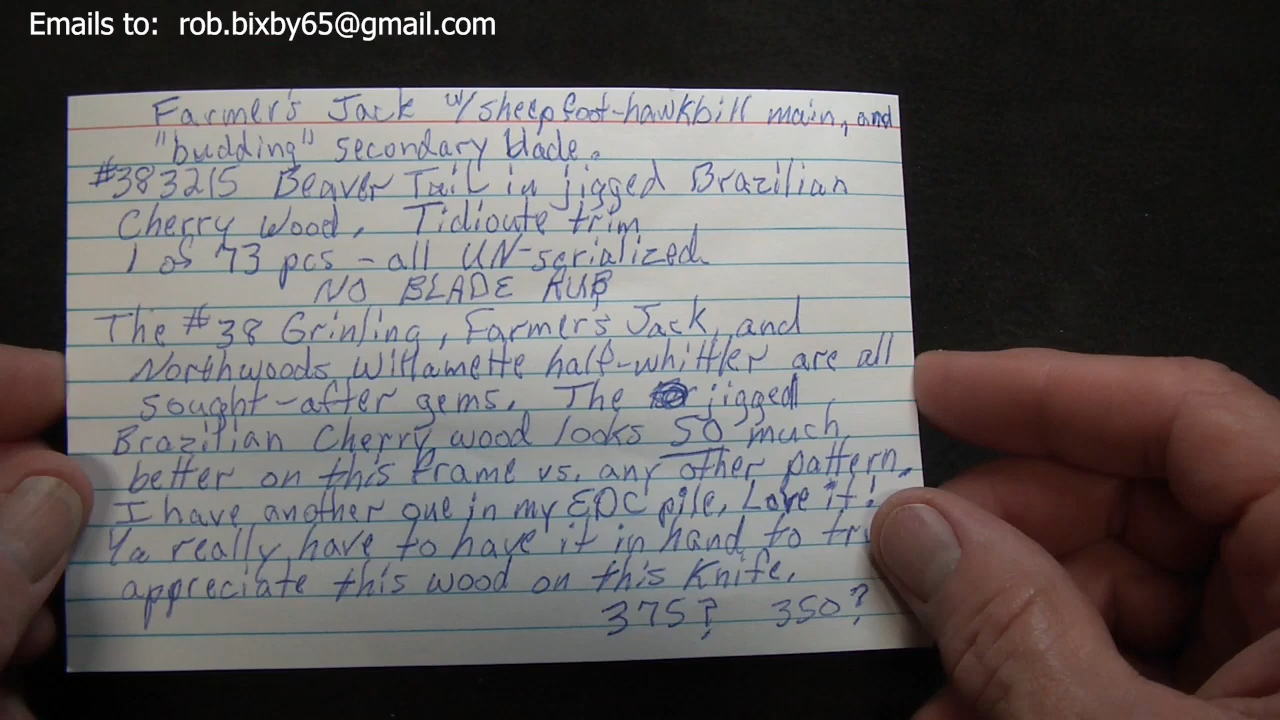 Emails to: rob.bixby65@gmail.com
Farmer's Jack w/ sheepfoot-hawkbill main, and
"budding" secondary blade.
#383215 Beaver Tail in jigged Brazilian
Cherry Wood, Tidioute trim
1 of 73 pcs - all UN-serialized.
NO BLADE RUB
The #38 Grinling, Farmer's Jack, and
Northwoods Willamette half-whittler are all
sought-after gems. The jigged
Brazilian Cherry wood looks SO much
better on this frame vs. any other pattern.
I have another one in my EDC pile, Love it!
Ya really have to have it in hand to
appreciate this wood on this Knife.
375? 350?